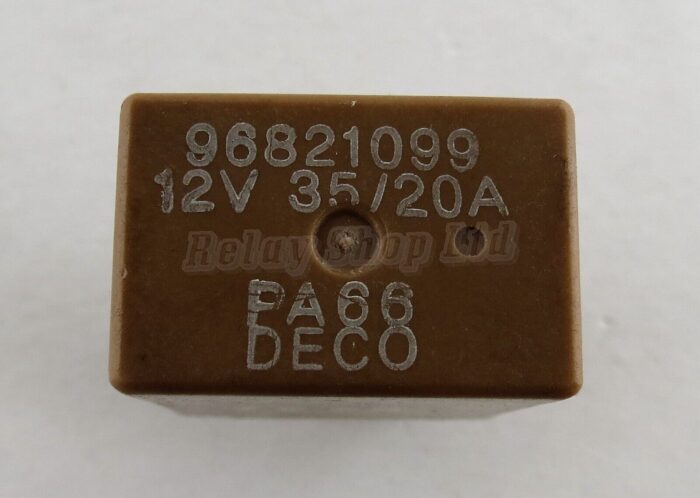 96821099
12V 35/20A
Relay Shop Ltd
PA66
DECO